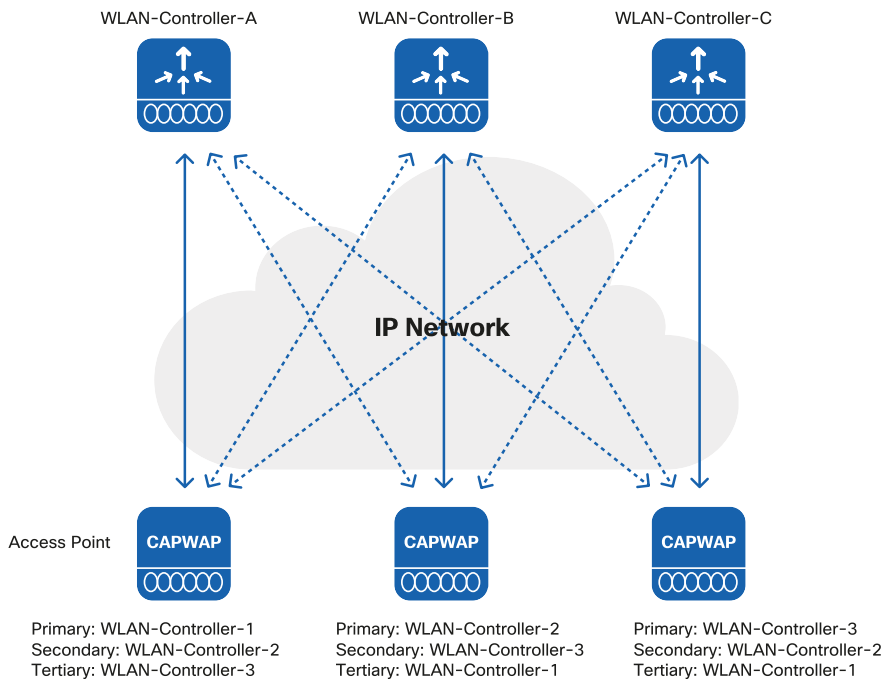 WLAN-Controller-A
WLAN-Controller-B
WLAN-Controller-C
IP Network
Access Point
CAPWAP
CAPWAP
CAPWAP
Primary: WLAN-Controller-1
Secondary: WLAN-Controller-2
Tertiary: WLAN-Controller-3
Primary: WLAN-Controller-2
Secondary: WLAN-Controller-3
Tertiary: WLAN-Controller-1
Primary: WLAN-Controller-3
Secondary: WLAN-Controller-2
Tertiary: WLAN-Controller-1